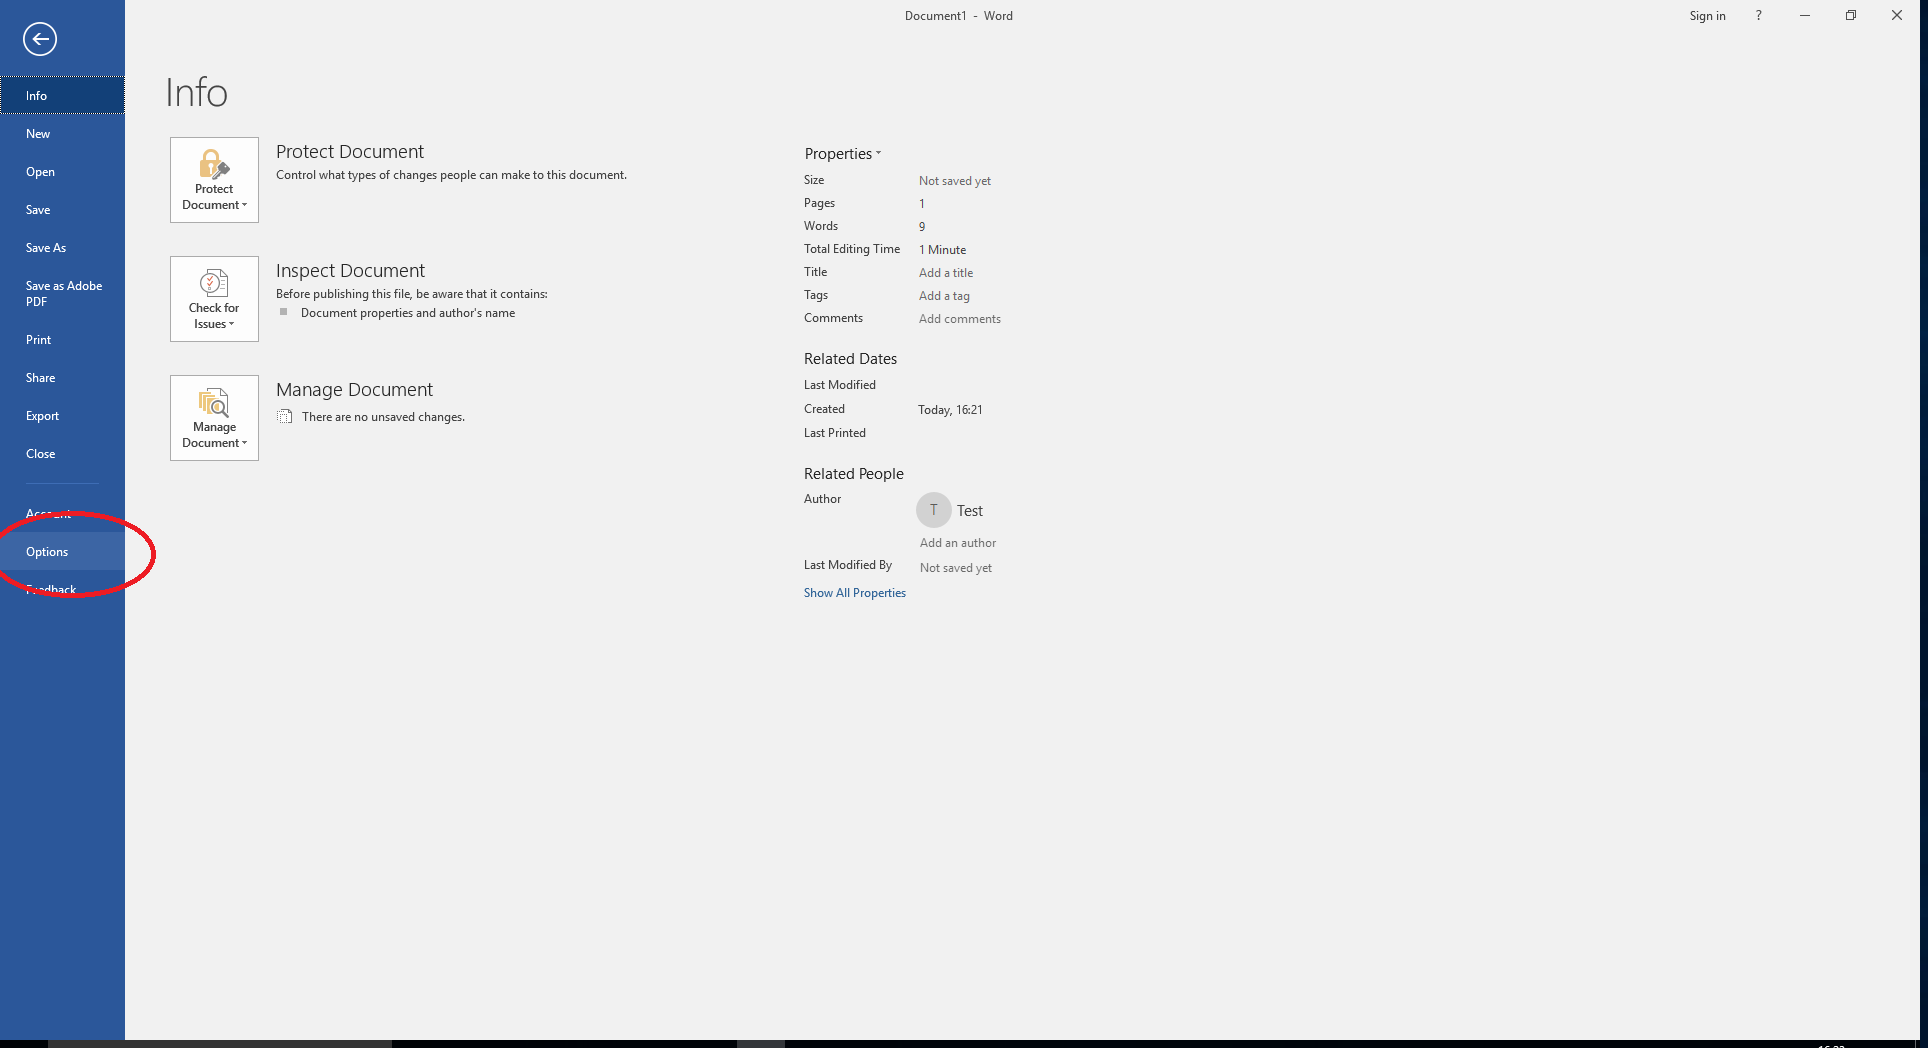 Document1 - Word
Sign in
?
Info
New
Open
Save
Save As
Save as Adobe
PDF
Print
Share
Export
Close
Account
Options
Feedback
Info
Protect
Document
Protect Document
Control what types of changes people can make to this document.
Check for
Issues
Inspect Document
Before publishing this file, be aware that it contains:
Document properties and author's name
Manage
Document
Manage Document
There are no unsaved changes.
Properties
Size Not saved yet
Pages 1
Words 9
Total Editing Time 1 Minute
Title Add a title
Tags Add a tag
Comments Add comments
Related Dates
Last Modified
Created Today, 16:21
Last Printed
Related People
Author
T Test
Add an author
Last Modified By Not saved yet
Show All Properties